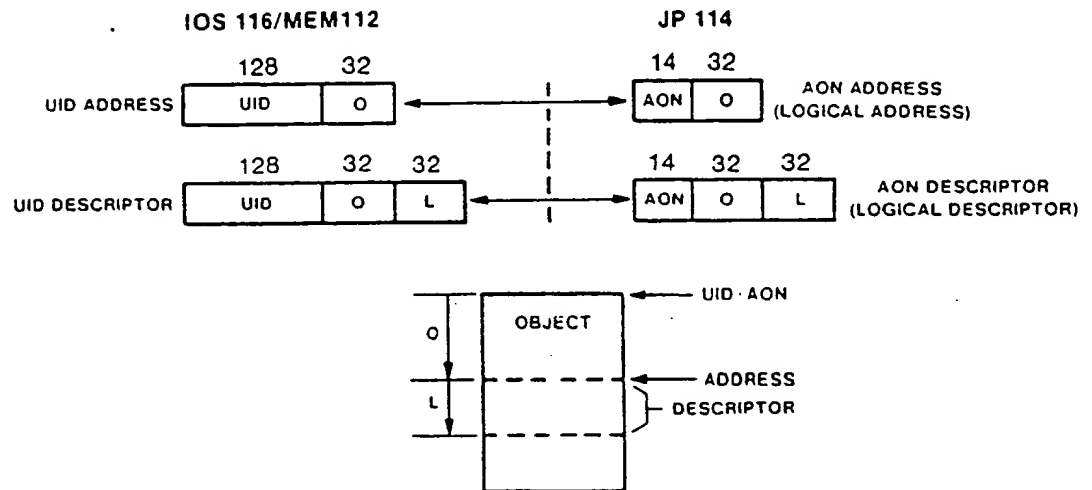 IOS 116/MEM112 JP 114
128 32 14 32
UID ADDRESS UID O AON O AON ADDRESS
(LOGICAL ADDRESS)
128 32 32 14 32 32
UID DESCRIPTOR UID O L AON O L AON DESCRIPTOR
(LOGICAL DESCRIPTOR)
UID·AON
OBJECT
O
ADDRESS
L
DESCRIPTOR